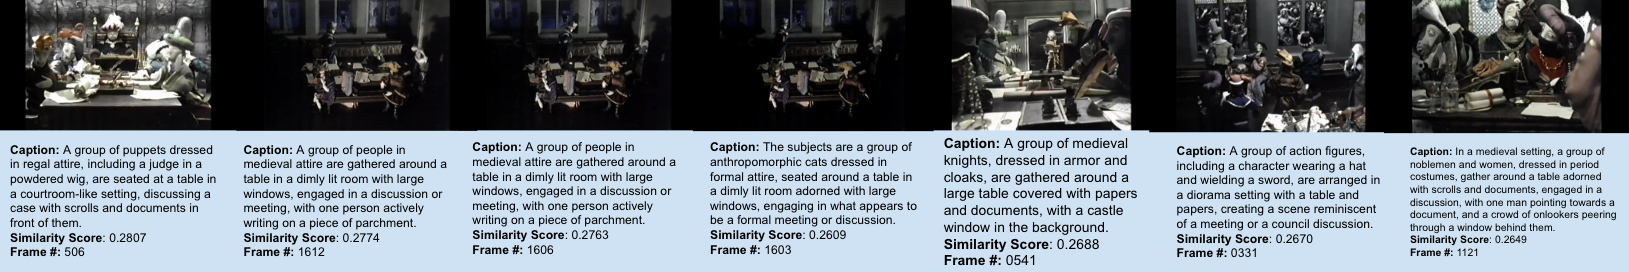 Caption: A group of puppets dressed
in regal attire, including a judge in a
powdered wig, are seated at a table in
a courtroom-like setting, discussing a
case with scrolls and documents in
front of them.
Similarity Score: 0.2807
Frame #: 506
Caption: A group of people in
medieval attire are gathered around a
table in a dimly lit room with large
windows, engaged in a discussion or
meeting, with one person actively
writing on a piece of parchment.
Similarity Score: 0.2774
Frame #: 1612
Caption: A group of people in
medieval attire are gathered around a
table in a dimly lit room with large
windows, engaged in a discussion or
meeting, with one person actively
writing on a piece of parchment.
Similarity Score: 0.2763
Frame #: 1606
Caption: The subjects are a group of
anthropomorphic cats dressed in
formal attire, seated around a table in
a dimly lit room adorned with large
windows, engaging in what appears to
be a formal meeting or discussion.
Similarity Score: 0.2609
Frame #: 1603
Caption: A group of medieval
knights, dressed in armor and
cloaks, are gathered around a
large table covered with papers
and documents, with a castle
window in the background.
Similarity Score: 0.2688
Frame #: 0541
Caption: A group of action figures,
including a character wearing a hat
and wielding a sword, are arranged in
a diorama setting with a table and
papers, creating a scene reminiscent
of a meeting or a council discussion.
Similarity Score: 0.2670
Frame #: 0331
Caption: In a medieval setting, a group of
noblemen and women, dressed in period
costumes, gather around a table adorned
with scrolls and documents, engaged in a
discussion, with one man pointing towards a
document, and a crowd of onlookers peering
through a window behind them.
Similarity Score: 0.2649
Frame #: 1121